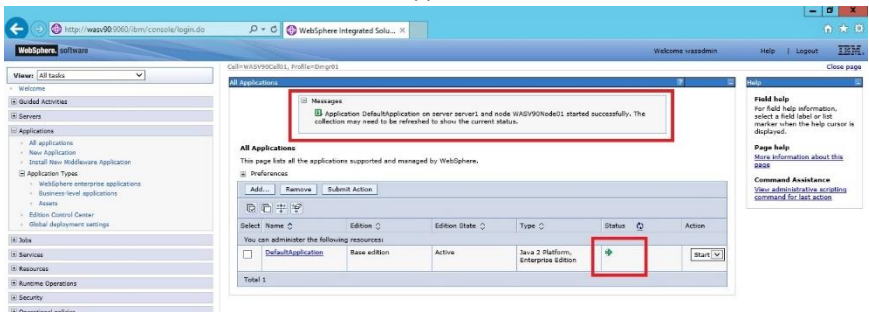 http://wasv90:9060/ibm/console/login.do
WebSphere Integrated Solu...
WebSphere. software
Welcome wasadmin
Help | Logout
IBM.
Cell=WASV90Cell01, Profile=Dmgr01
Close page
View: All tasks
Welcome
Guided Activities
Servers
Applications
All applications
New Application
Install New Middleware Application
Application Types
WebSphere enterprise applications
Business-level applications
Assets
Edition Control Center
Global deployment settings
Jobs
Services
Resources
Runtime Operations
Security
Operational policies
All Applications
Messages
Application DefaultApplication on server server1 and node WASV90Node01 started successfully. The
collection may need to be refreshed to show the current status.
All Applications
This page lists all the applications supported and managed by WebSphere.
Preferences
Add... Remove Submit Action
Select Name Edition Edition State Type Status Action
You can administer the following resources:
DefaultApplication Base edition Active Java 2 Platform, Start
Enterprise Edition
Total 1
Help
Field help
For field help information,
select a field label or list
marker when the help cursor is
displayed.
Page help
More information about this
page
Command Assistance
View administrative scripting
command for last action